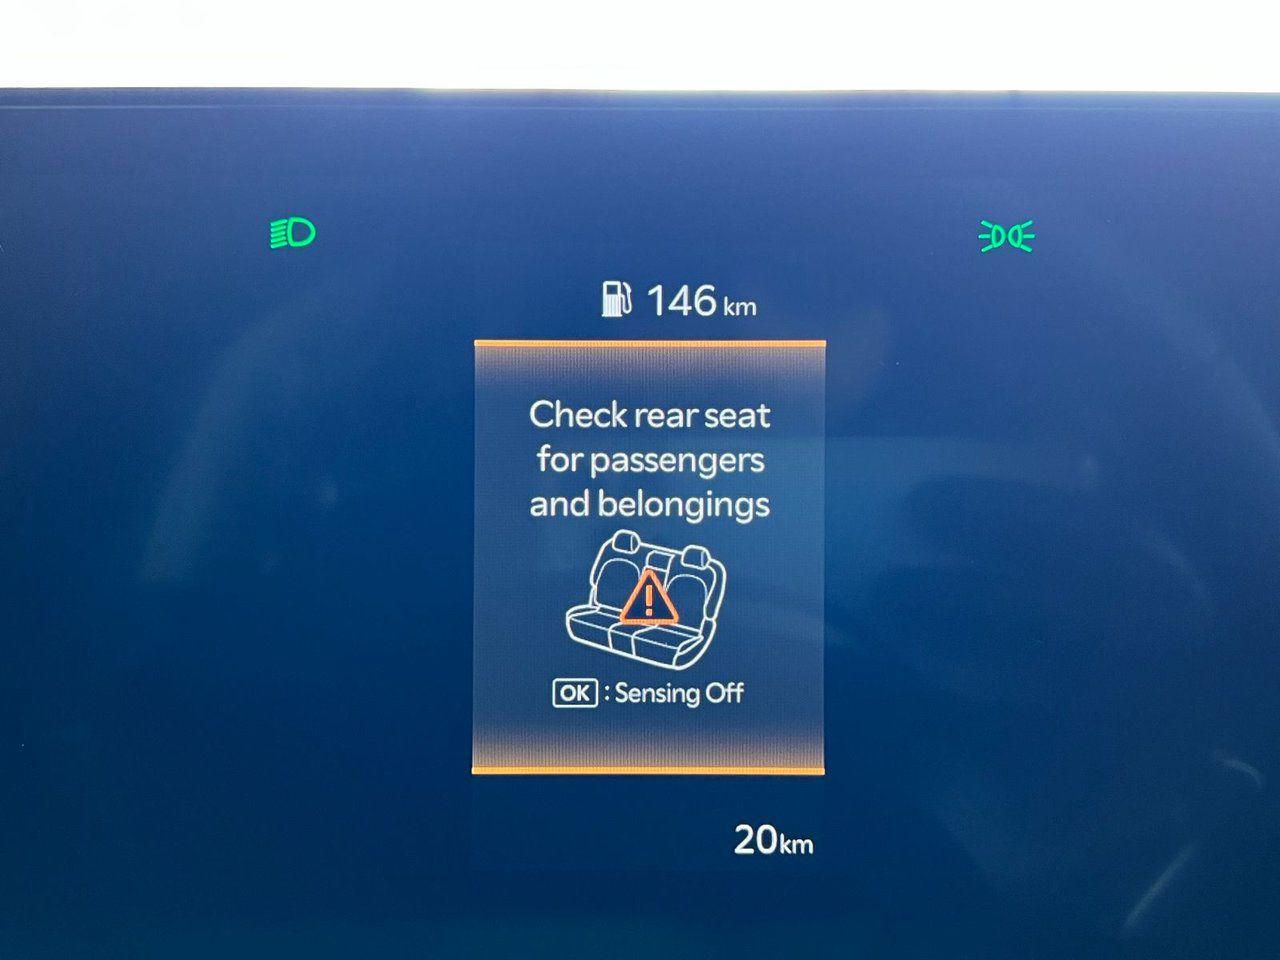 146 km
Check rear seat
for passengers
and belongings
OK : Sensing Off
20km